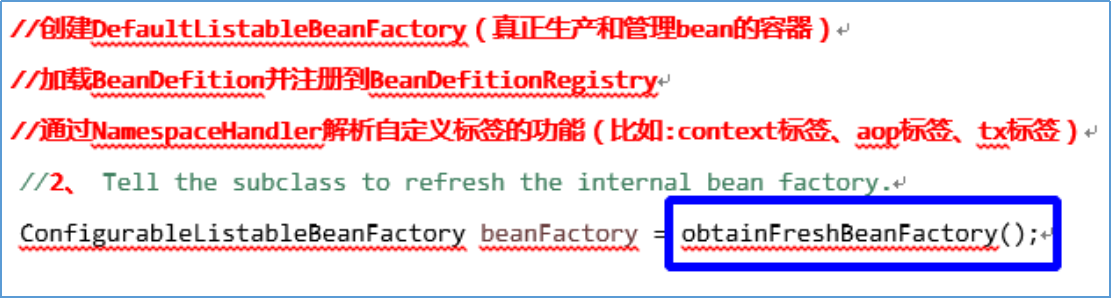 //创建DefaultListableBeanFactory（真正生产和管理bean的容器）
//加载BeanDefition并注册到BeanDefitionRegistry
//通过NamespaceHandler解析自定义标签的功能（比如:context标签、aop标签、tx标签）
//2、 Tell the subclass to refresh the internal bean factory.
ConfigurableListableBeanFactory beanFactory = obtainFreshBeanFactory();